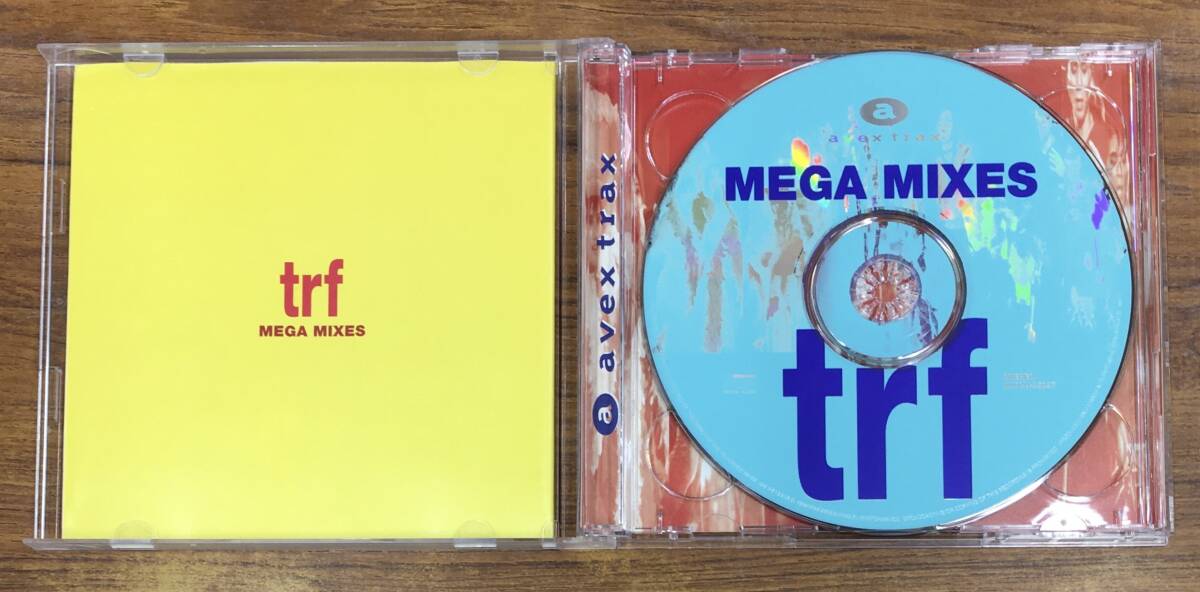 trf
MEGA MIXES
a avex trax
a
avex trax
MEGA MIXES
trf